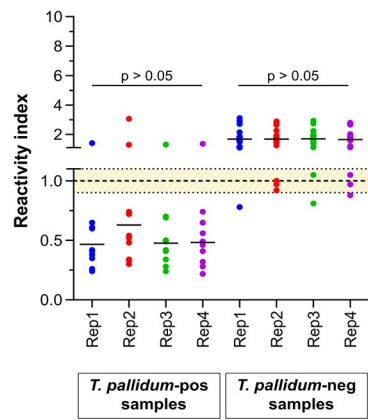 Reactivity index
10
8
6
4
2
1.0
0.5
0.0
p > 0.05
p > 0.05
Rep1
Rep2
Rep3
Rep4
Rep1
Rep2
Rep3
Rep4
T. pallidum-pos
samples
T. pallidum-neg
samples